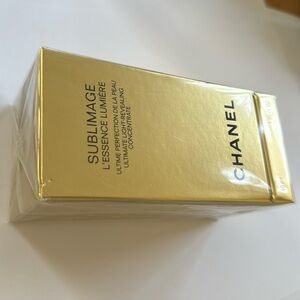 SUBLIMAGE
L'ESSENCE LUMIÈRE
ULTIME PERFECTION DE LA PEAU
ULTIMATE LIGHT-REVEALING
CONCENTRATE
CHANEL